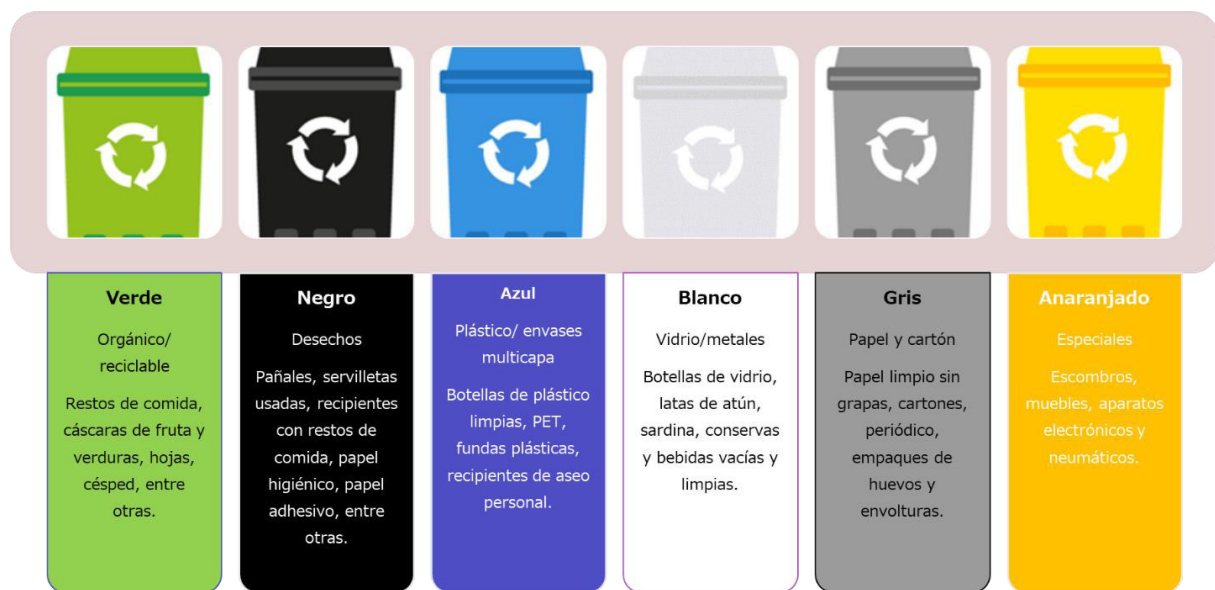 Verde
Orgánico/
reciclable
Restos de comida,
cáscaras de fruta y
verduras, hojas,
césped, entre
otras.
Negro
Desechos
Pañales, servilletas
usadas, recipientes
con restos de
comida, papel
higiénico, papel
adhesivo, entre
otras.
Azul
Plástico/ envases
multicapa
Botellas de plástico
limpias, PET,
fundas plásticas,
recipientes de aseo
personal.
Blanco
Vidrio/metales
Botellas de vidrio,
latas de atún,
sardina, conservas
y bebidas vacías y
limpias.
Gris
Papel y cartón
Papel limpio sin
grapas, cartones,
periódico,
empaques de
huevos y
envolturas.
Anaranjado
Especiales
Escombros,
muebles, aparatos
electrónicos y
neumáticos.